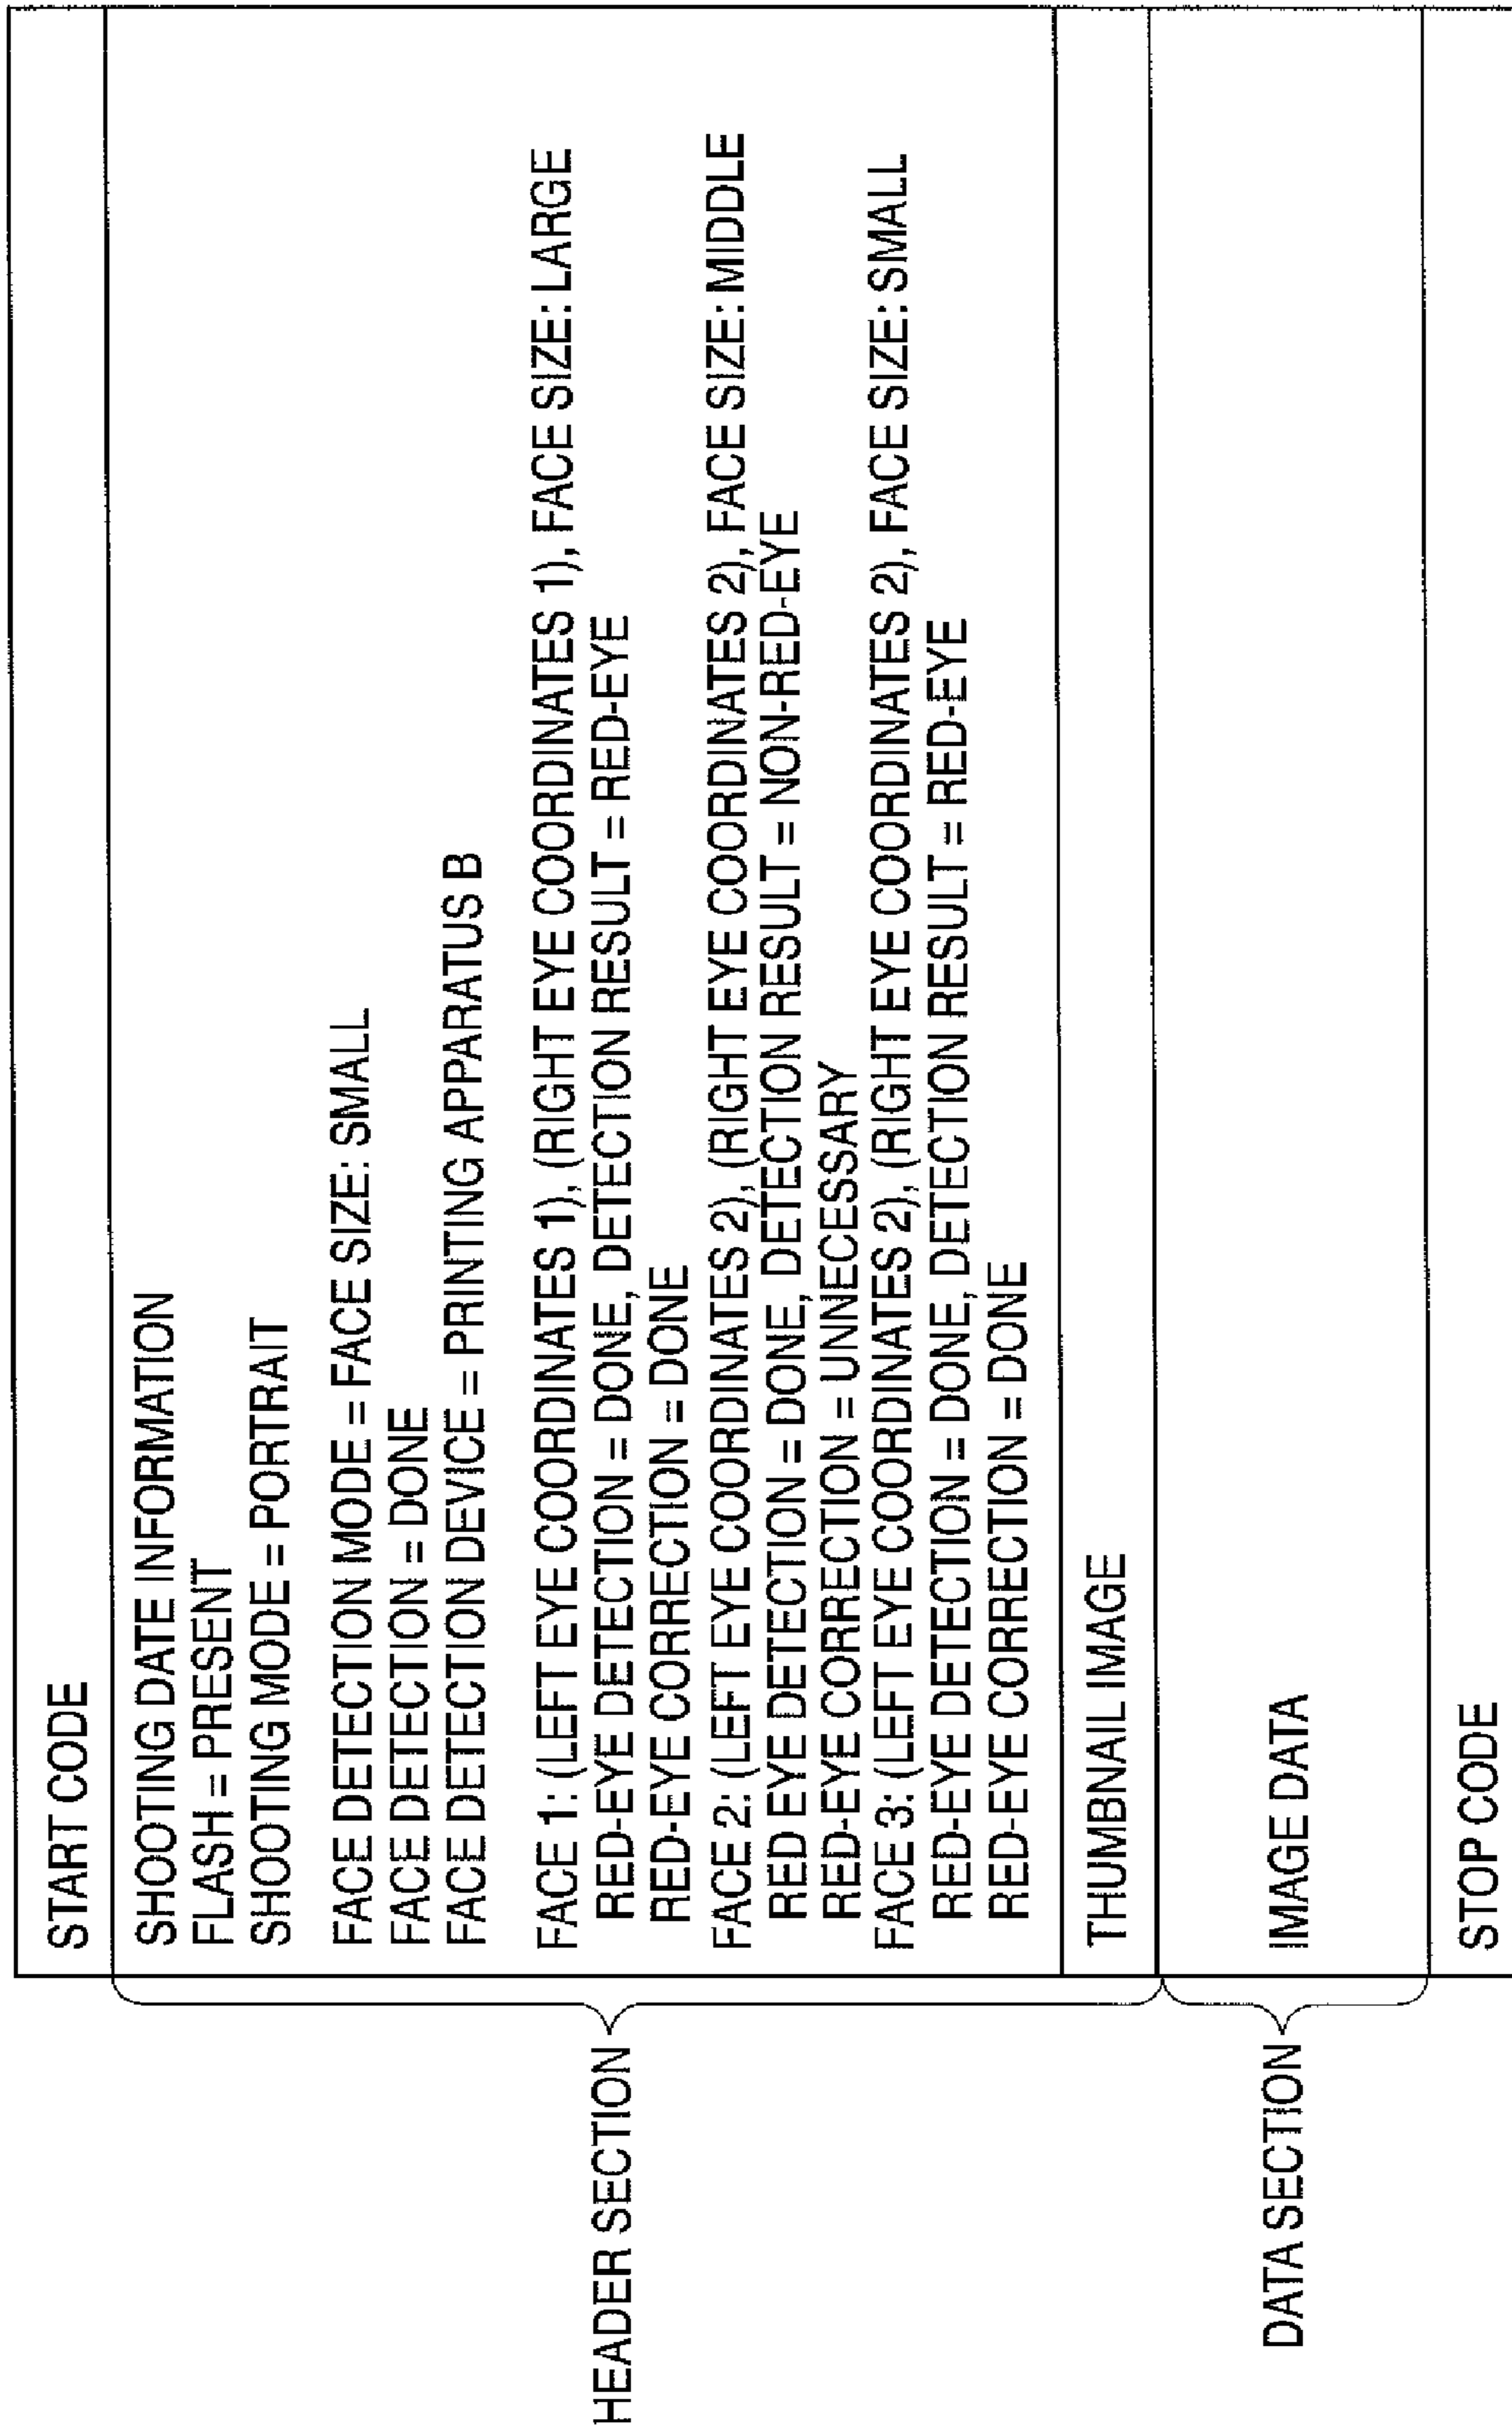 START CODE
SHOOTING DATE INFORMATION
FLASH = PRESENT
SHOOTING MODE = PORTRAIT
FACE DETECTION MODE = FACE SIZE: SMALL
FACE DETECTION = DONE
FACE DETECTION DEVICE = PRINTING APPARATUS B
FACE 1: (LEFT EYE COORDINATES 1), (RIGHT EYE COORDINATES 1), FACE SIZE: LARGE
RED-EYE DETECTION = DONE, DETECTION RESULT = RED-EYE
RED-EYE CORRECTION = DONE
HEADER SECTION
FACE 2: (LEFT EYE COORDINATES 2), (RIGHT EYE COORDINATES 2), FACE SIZE: MIDDLE
RED EYE DETECTION = DONE, DETECTION RESULT = NON-RED-EYE
RED-EYE CORRECTION = UNNECESSARY
FACE 3: (LEFT EYE COORDINATES 2), (RIGHT EYE COORDINATES 2), FACE SIZE: SMALL
RED-EYE DETECTION = DONE, DETECTION RESULT = RED-EYE
RED-EYE CORRECTION = DONE
THUMBNAIL IMAGE
DATA SECTION
IMAGE DATA
STOP CODE